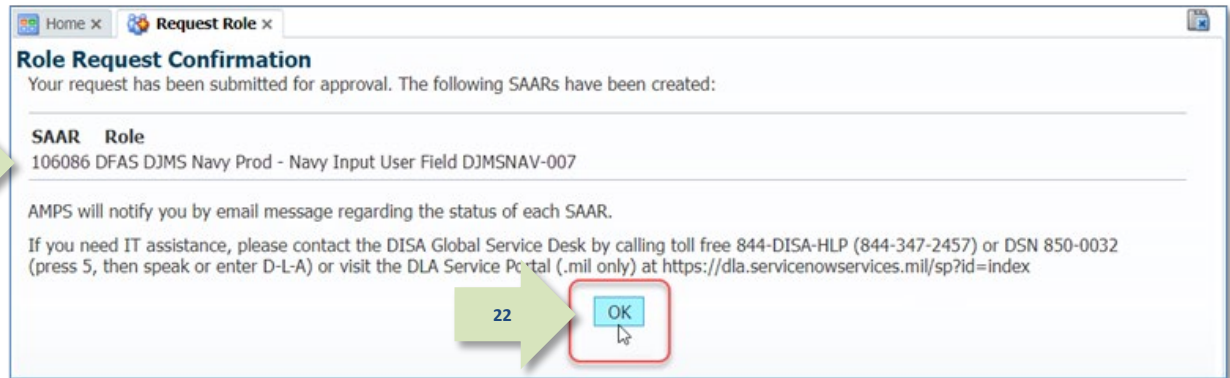 Home × Request Role ×
Role Request Confirmation
Your request has been submitted for approval. The following SAARs have been created:
SAAR Role
106086 DFAS DJMS Navy Prod - Navy Input User Field DJMSNAV-007
AMPS will notify you by email message regarding the status of each SAAR.
If you need IT assistance, please contact the DISA Global Service Desk by calling toll free 844-DISA-HLP (844-347-2457) or DSN 850-0032
(press 5, then speak or enter D-L-A) or visit the DLA Service Portal (.mil only) at https://dla.servicenowservices.mil/sp?id=index
22
OK